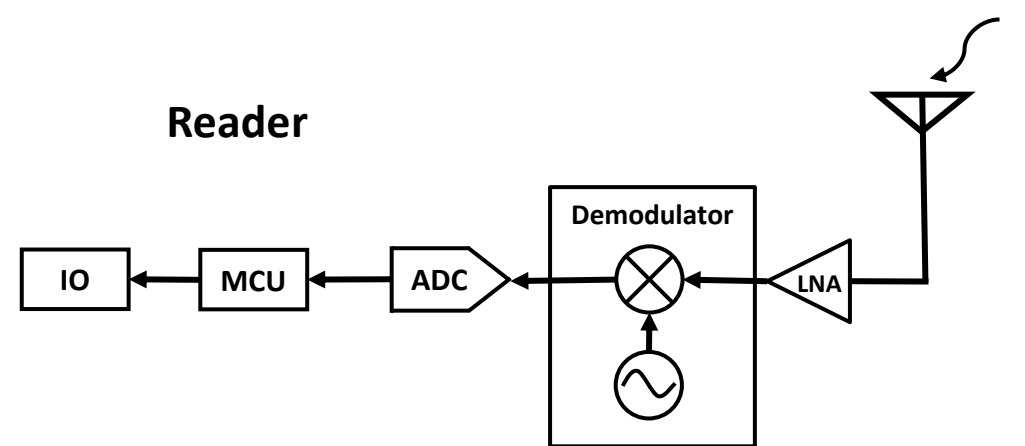 Reader
Demodulator
IO
MCU
ADC
LNA